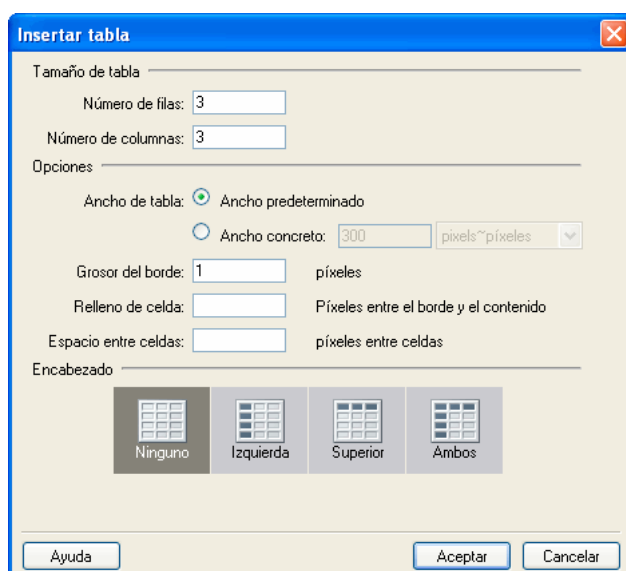 Insertar tabla
Tamaño de tabla
Número de filas: 3
Número de columnas: 3
Opciones
Ancho de tabla: Ancho predeterminado
Ancho concreto: 300 pixels~píxeles
Grosor del borde: 1 píxeles
Relleno de celda: Píxeles entre el borde y el contenido
Espacio entre celdas: píxeles entre celdas
Encabezado
Ninguno Izquierda Superior Ambos
Ayuda Aceptar Cancelar